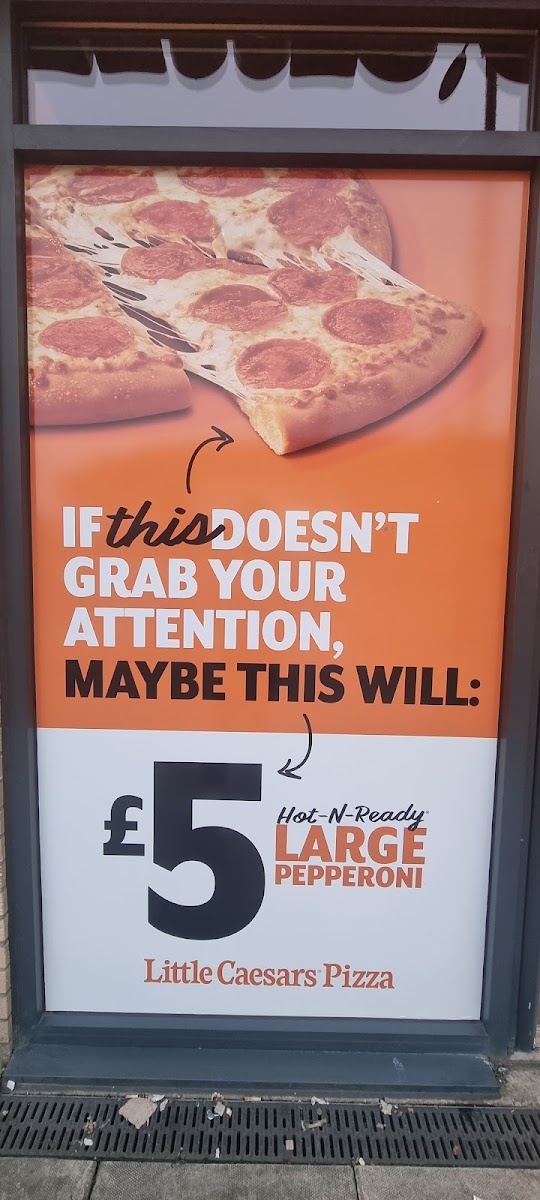 IF this DOESN'T
GRAB YOUR
ATTENTION,
MAYBE THIS WILL:
£5
Hot-N-Ready®
LARGE
PEPPERONI
Little Caesars® Pizza